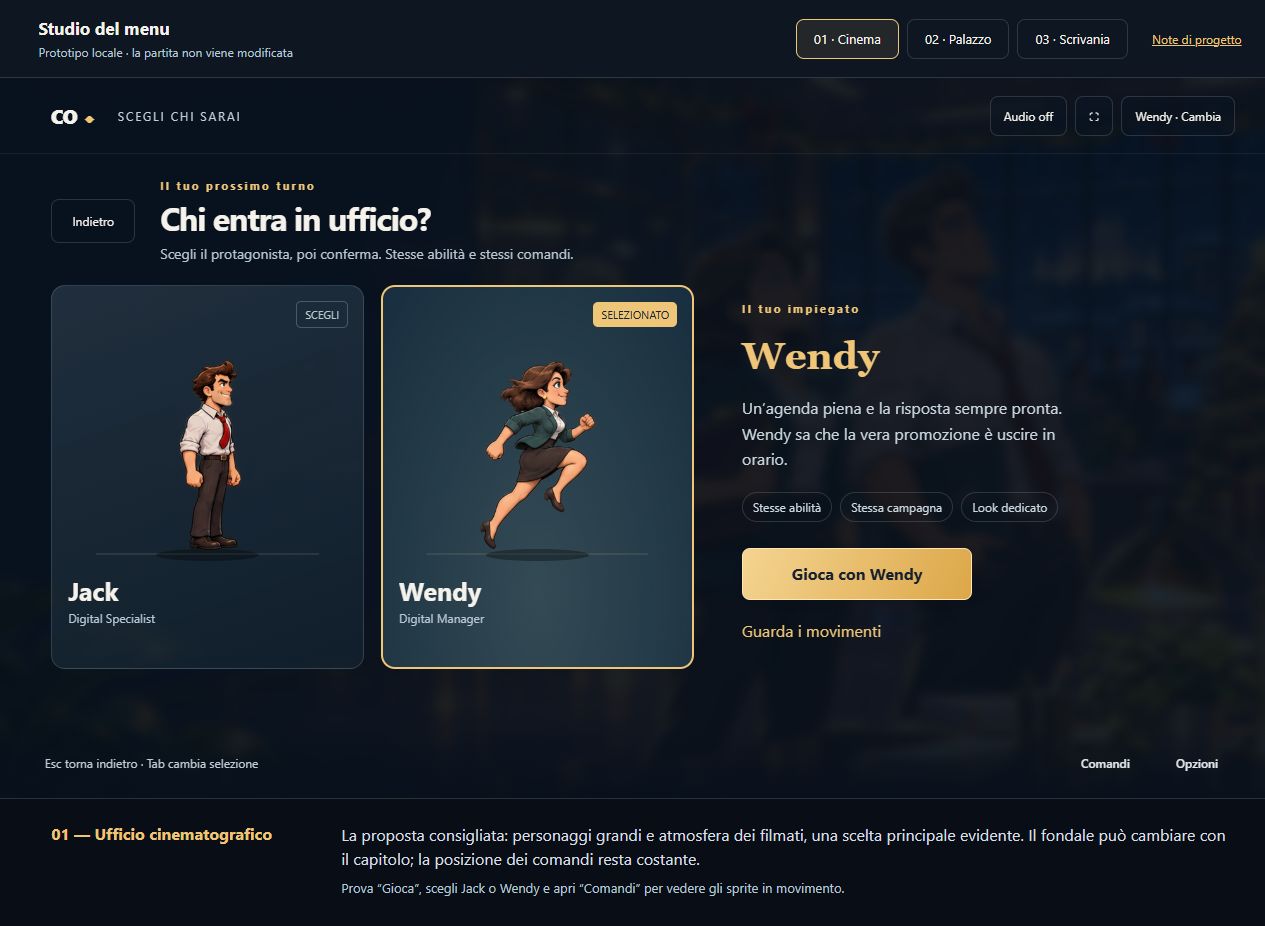 Studio del menu
Prototipo locale · la partita non viene modificata
01 · Cinema
02 · Palazzo
03 · Scrivania
Note di progetto
CO
SCEGLI CHI SARAI
Audio off
Wendy · Cambia
Indietro
Il tuo prossimo turno
Chi entra in ufficio?
Scegli il protagonista, poi conferma. Stesse abilità e stessi comandi.
SCEGLI
Jack
Digital Specialist
SELEZIONATO
Wendy
Digital Manager
Il tuo impiegato
Wendy
Un’agenda piena e la risposta sempre pronta.
Wendy sa che la vera promozione è uscire in
orario.
Stesse abilità
Stessa campagna
Look dedicato
Gioca con Wendy
Guarda i movimenti
Esc torna indietro · Tab cambia selezione
Comandi
Opzioni
01 — Ufficio cinematografico
La proposta consigliata: personaggi grandi e atmosfera dei filmati, una scelta principale evidente. Il fondale può cambiare con
il capitolo; la posizione dei comandi resta costante.
Prova “Gioca”, scegli Jack o Wendy e apri “Comandi” per vedere gli sprite in movimento.